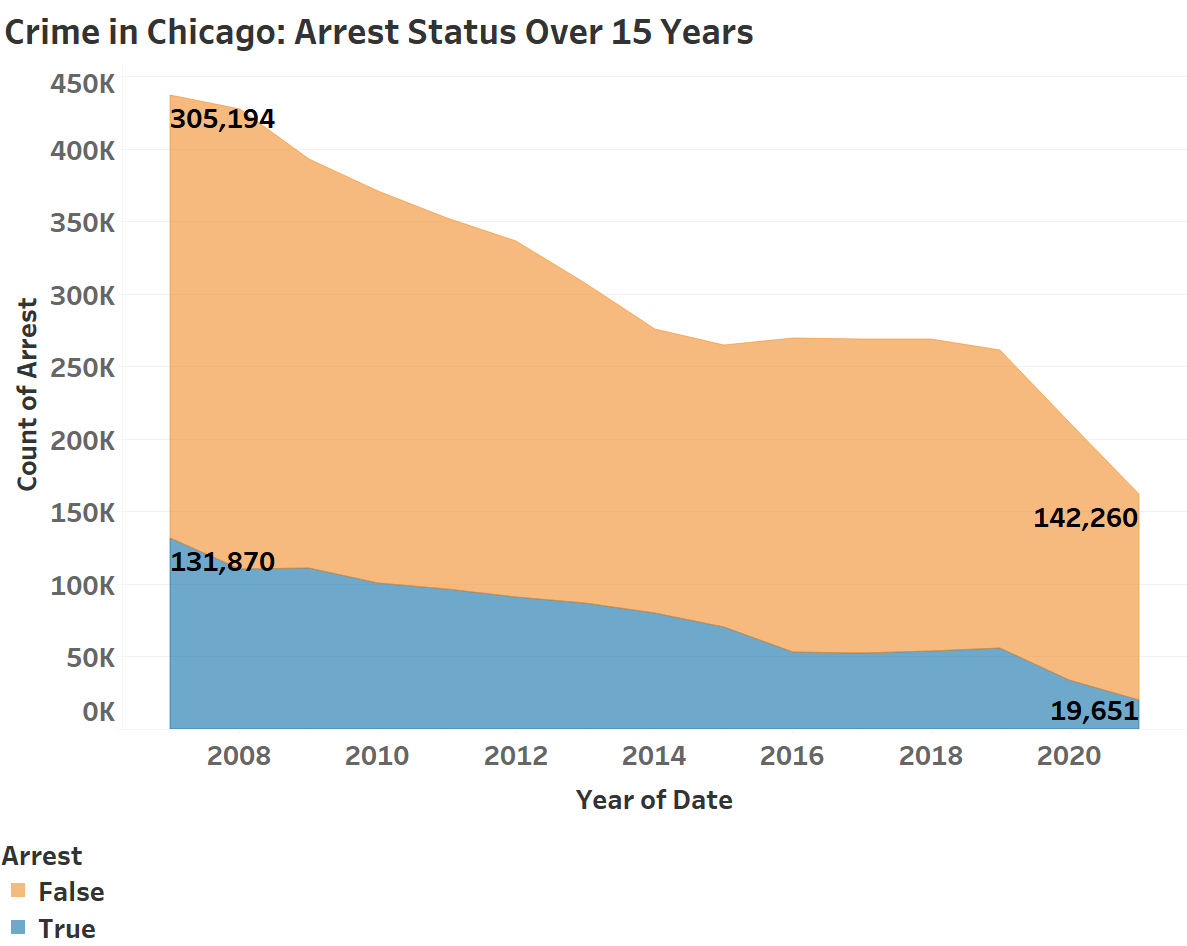 Crime in Chicago: Arrest Status Over 15 Years
450K
400K
350K
300K
250K
200K
150K
100K
50K
0K
Count of Arrest
305,194
131,870
142,260
19,651
2008 2010 2012 2014 2016 2018 2020
Year of Date
Arrest
False
True